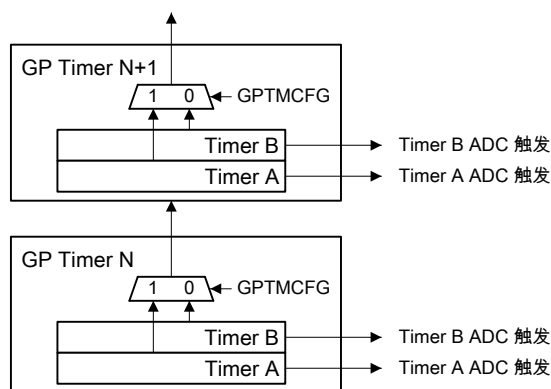 GP Timer N+1
1 0 GPTMCFG
Timer B Timer B ADC 触发
Timer A Timer A ADC 触发
GP Timer N
1 0 GPTMCFG
Timer B Timer B ADC 触发
Timer A Timer A ADC 触发